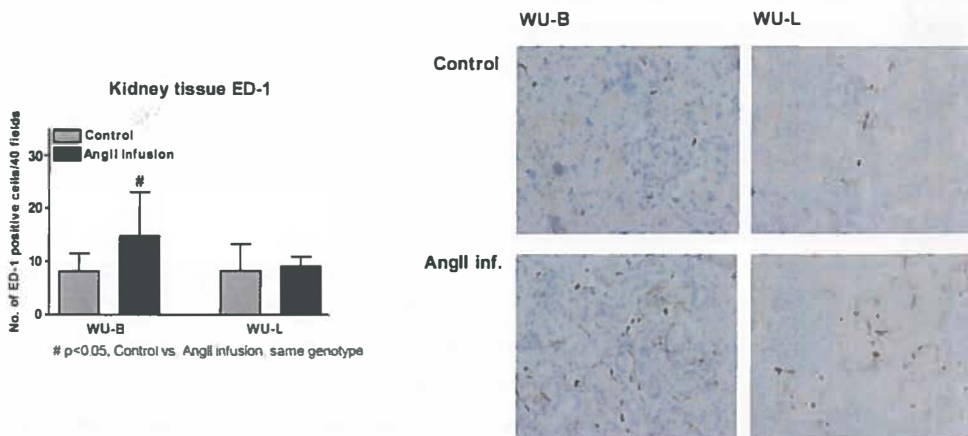 Kidney tissue ED-1
Control
AngII Infusion
No. of ED-1 positive cells/40 fields
30
20
10
0
#
WU-B
WU-L
# p<0.05, Control vs. AngII infusion, same genotype
WU-B
WU-L
Control
AngII inf.